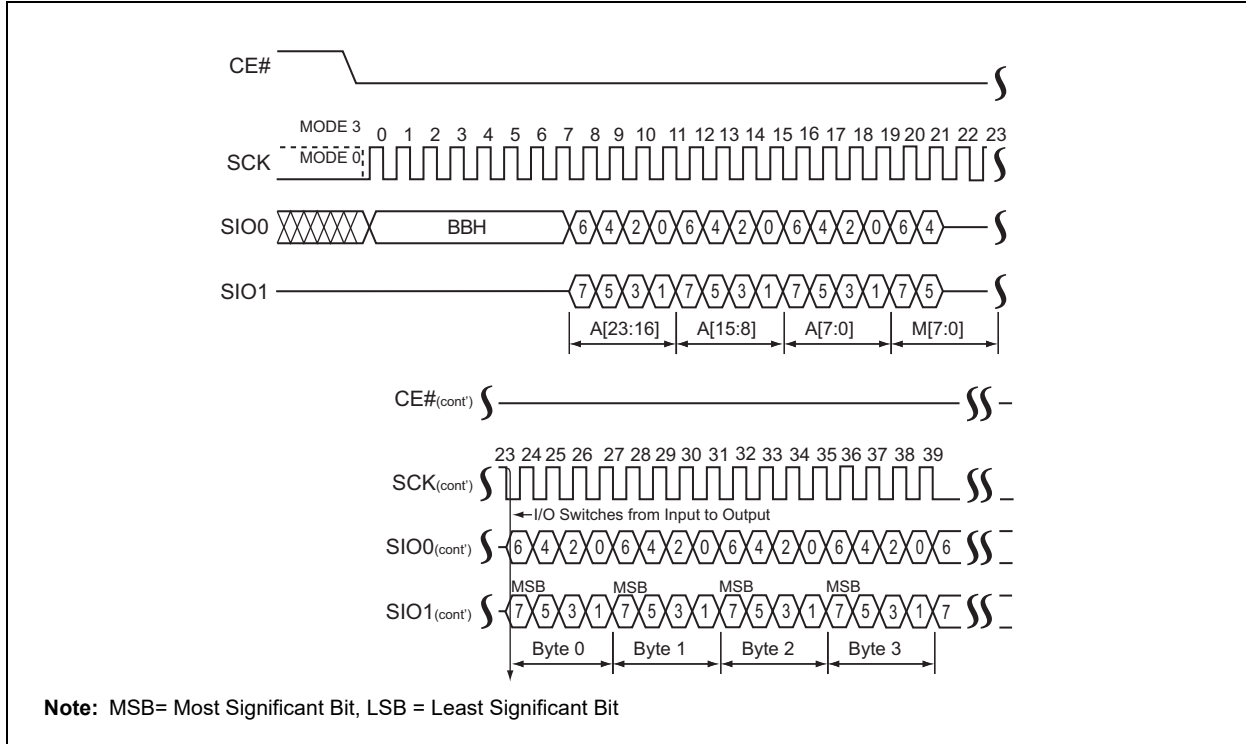 CE#
MODE 3
0 1 2 3 4 5 6 7 8 9 10 11 12 13 14 15 16 17 18 19 20 21 22 23
MODE 0
SCK
SIO0 BBH 6 4 2 0 6 4 2 0 6 4 2 0 6 4
SIO1 7 5 3 1 7 5 3 1 7 5 3 1 7 5
A[23:16] A[15:8] A[7:0] M[7:0]
CE#(cont')
23 24 25 26 27 28 29 30 31 32 33 34 35 36 37 38 39
SCK(cont')
I/O Switches from Input to Output
SIO0(cont') 6 4 2 0 6 4 2 0 6 4 2 0 6 4 2 0 6
MSB MSB MSB MSB
SIO1(cont') 7 5 3 1 7 5 3 1 7 5 3 1 7 5 3 1 7
Byte 0 Byte 1 Byte 2 Byte 3
Note: MSB= Most Significant Bit, LSB = Least Significant Bit